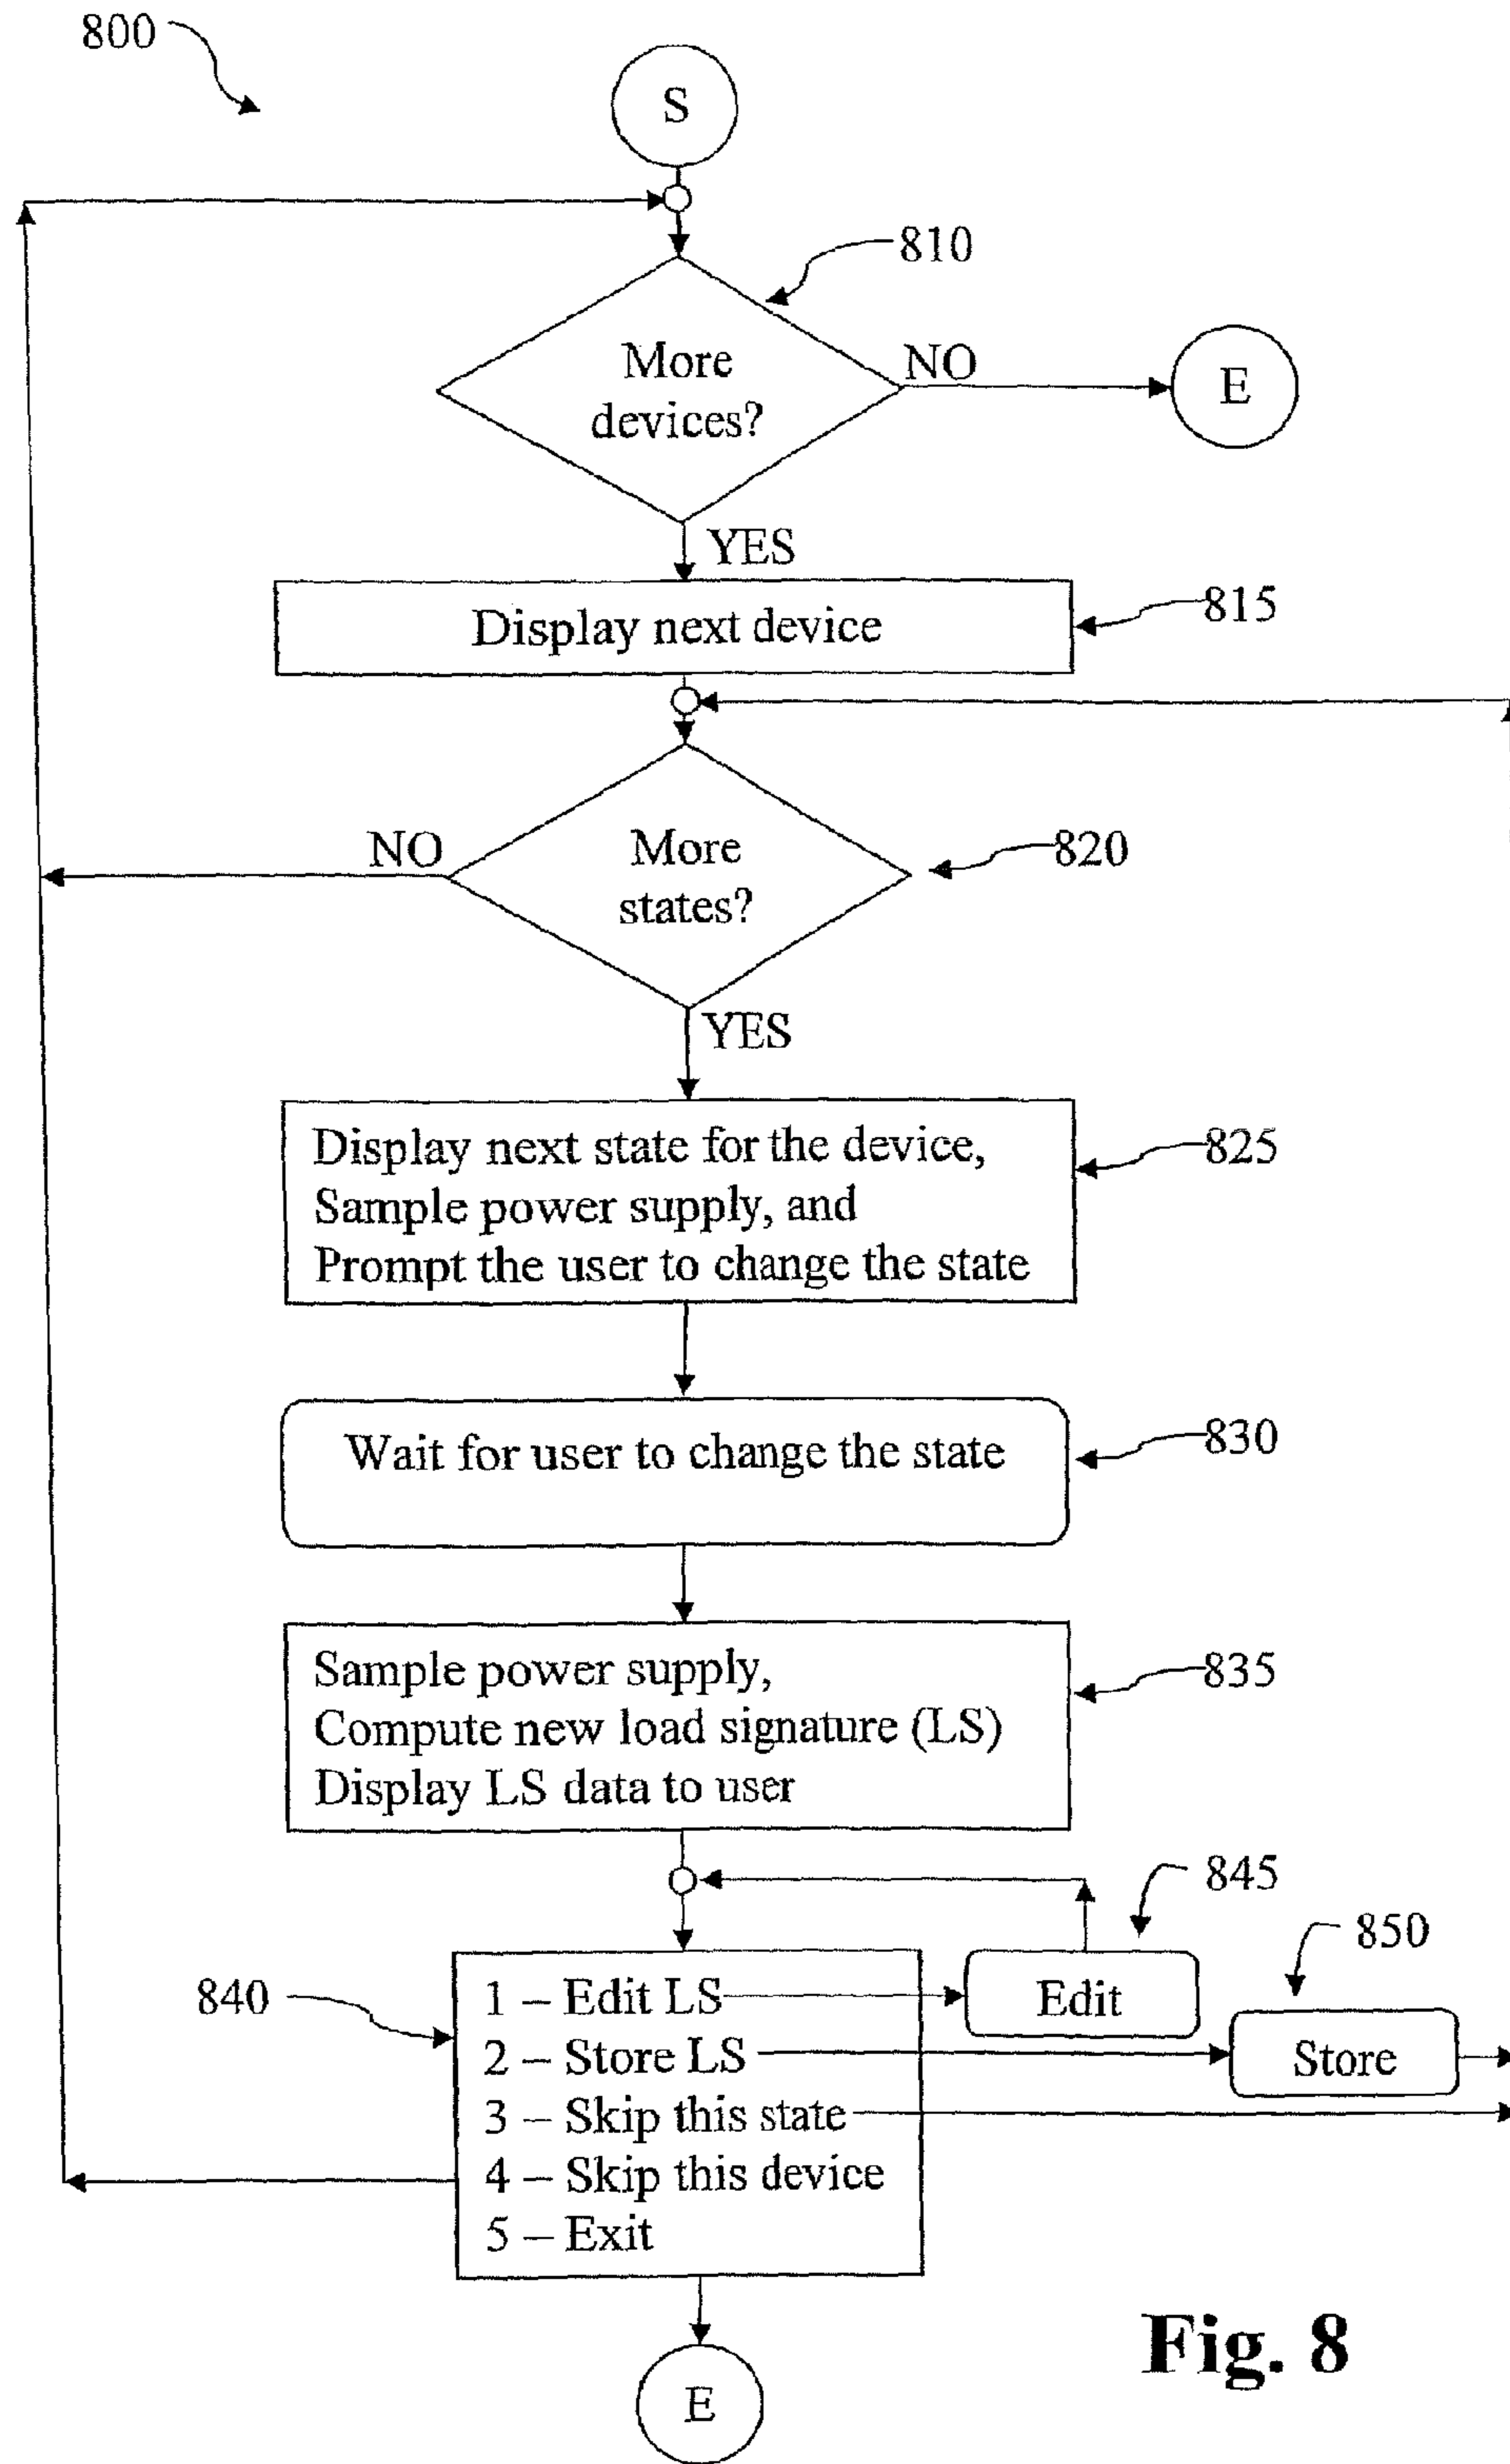 800
S
810
More
devices?
NO
E
YES
Display next device
815
NO
More
states?
820
YES
Display next state for the device,
Sample power supply, and
Prompt the user to change the state
825
Wait for user to change the state
830
Sample power supply,
Compute new load signature (LS)
Display LS data to user
835
845
850
840
1 – Edit LS
Edit
2 – Store LS
Store
3 – Skip this state
4 – Skip this device
5 – Exit
Fig. 8
E